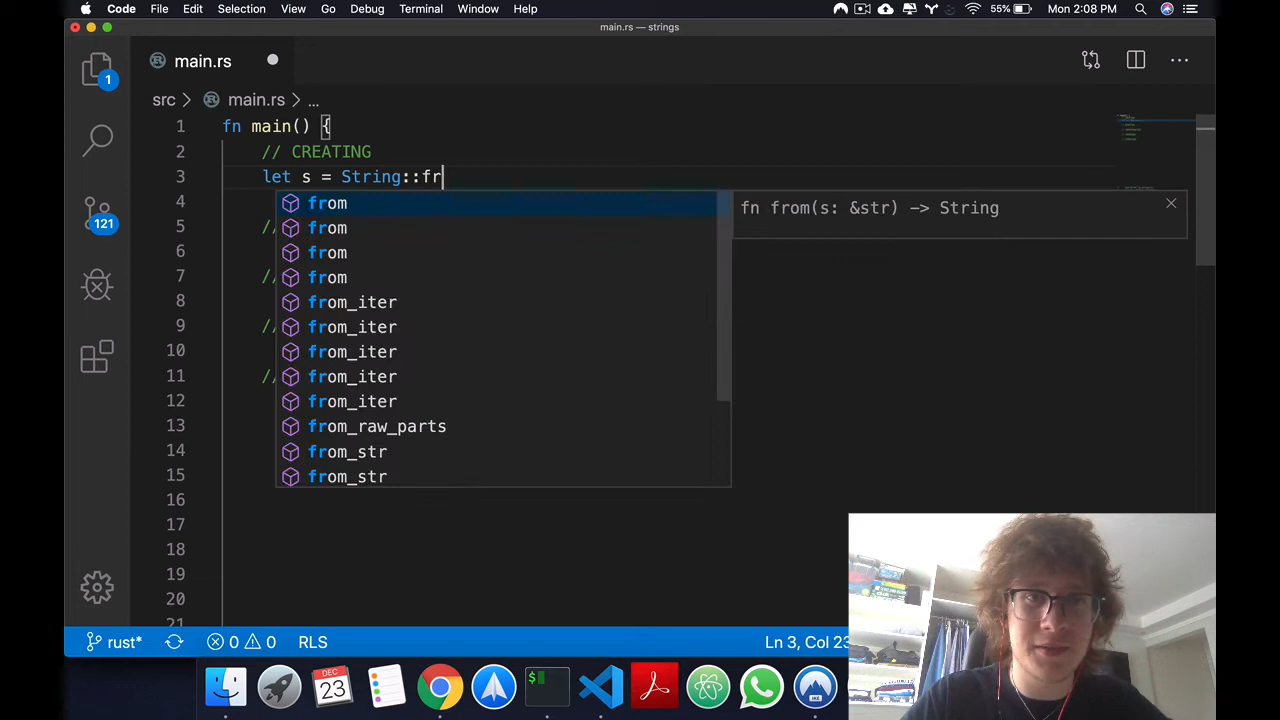 Code File Edit Selection View Go Debug Terminal Window Help 55% Mon 2:08 PM
main.rs — strings
main.rs
1
src > main.rs > ...
1 fn main() {
2 // CREATING
3 let s = String::fr
4 from fn from(s: &str) -> String
5 // from
6 from
7 // from
8 from_iter
9 // from_iter
10 from_iter
11 // from_iter
12 from_iter
13 from_raw_parts
14 from_str
15 from_str
16
17
18
19
20
21
121
rust* 0 0 RLS Ln 3, Col 23
DEC
23
$